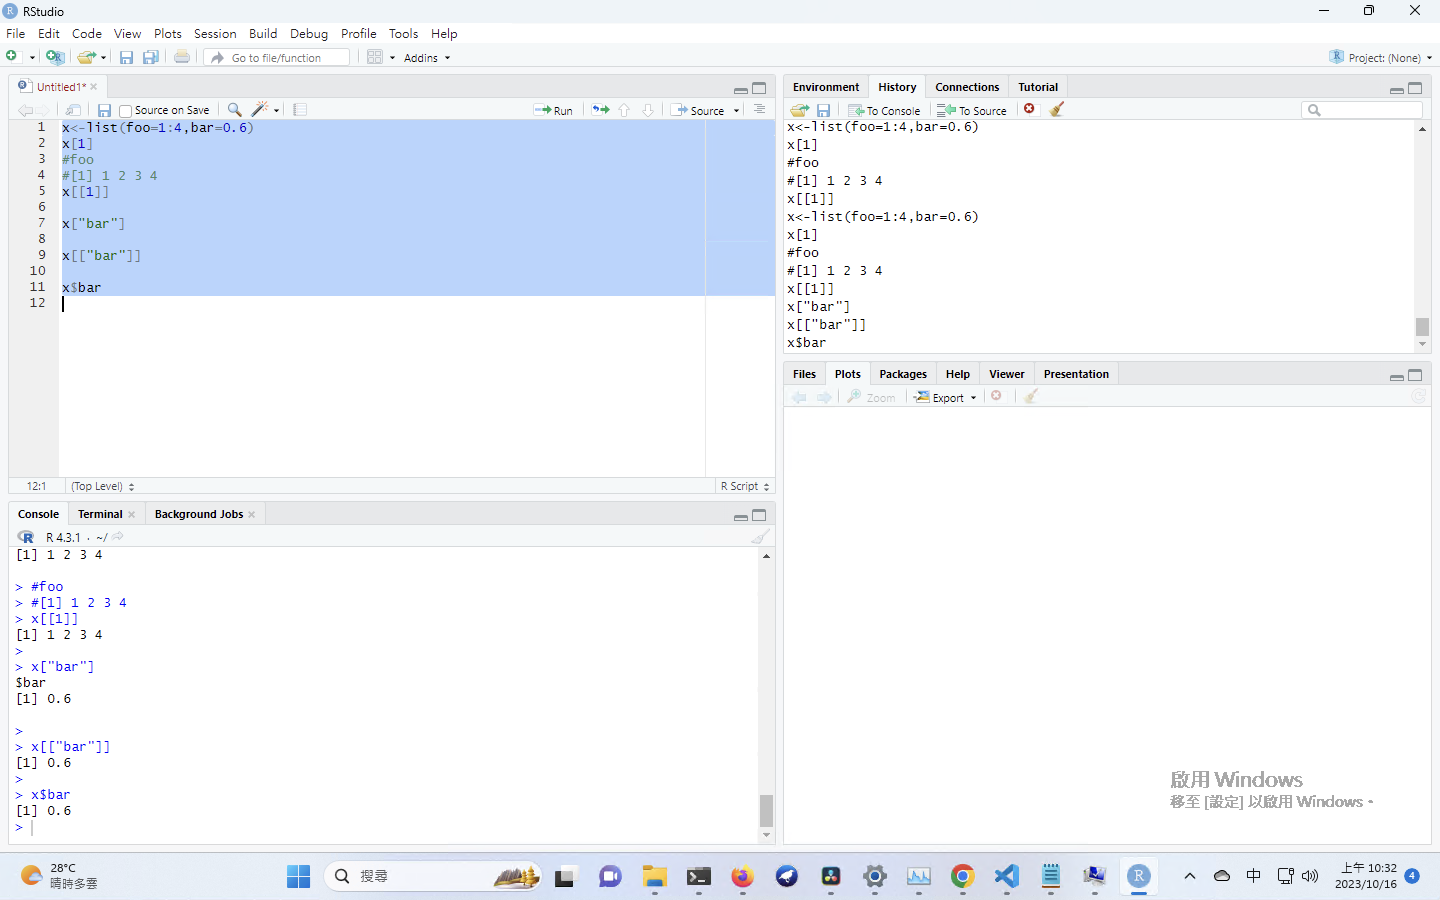 RStudio
File Edit Code View Plots Session Build Debug Profile Tools Help
Go to file/function
Addins
Project: (None)
Untitled1*
Source on Save
Run
Source
1 x<-list(foo=1:4,bar=0.6)
2 x[1]
3 #foo
4 #[1] 1 2 3 4
5 x[[1]]
6
7 x["bar"]
8
9 x[["bar"]]
10
11 x$bar
12
12:1 (Top Level) R Script
Console Terminal Background Jobs
R 4.3.1 · ~/
[1] 1 2 3 4
> #foo
> #[1] 1 2 3 4
> x[[1]]
[1] 1 2 3 4
>
> x["bar"]
$bar
[1] 0.6
>
> x[["bar"]]
[1] 0.6
>
> x$bar
[1] 0.6
>
Environment History Connections Tutorial
To Console To Source
x<-list(foo=1:4,bar=0.6)
x[1]
#foo
#[1] 1 2 3 4
x[[1]]
x<-list(foo=1:4,bar=0.6)
x[1]
#foo
#[1] 1 2 3 4
x[[1]]
x["bar"]
x[["bar"]]
x$bar
Files Plots Packages Help Viewer Presentation
Zoom Export
啟用 Windows
移至 [設定] 以啟用 Windows。
28°C
晴時多雲
搜尋
中
上午 10:32
2023/10/16
4